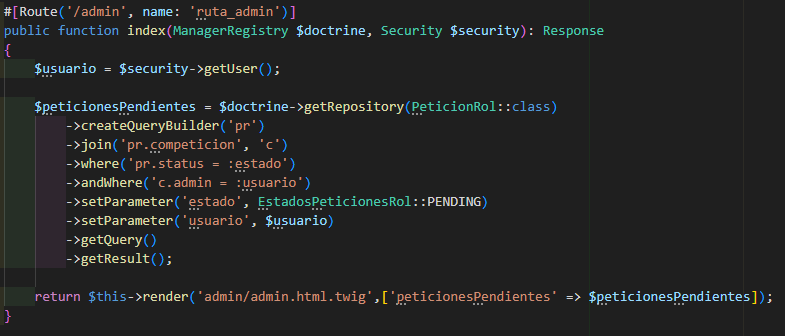 #[Route('/admin', name: 'ruta_admin')]
public function index(ManagerRegistry $doctrine, Security $security): Response
{
    $usuario = $security->getUser();

    $peticionesPendientes = $doctrine->getRepository(PeticionRol::class)
        ->createQueryBuilder('pr')
        ->join('pr.competicion', 'c')
        ->where('pr.status = :estado')
        ->andWhere('c.admin = :usuario')
        ->setParameter('estado', EstadosPeticionesRol::PENDING)
        ->setParameter('usuario', $usuario)
        ->getQuery()
        ->getResult();

    return $this->render('admin/admin.html.twig',['peticionesPendientes' => $peticionesPendientes]);
}